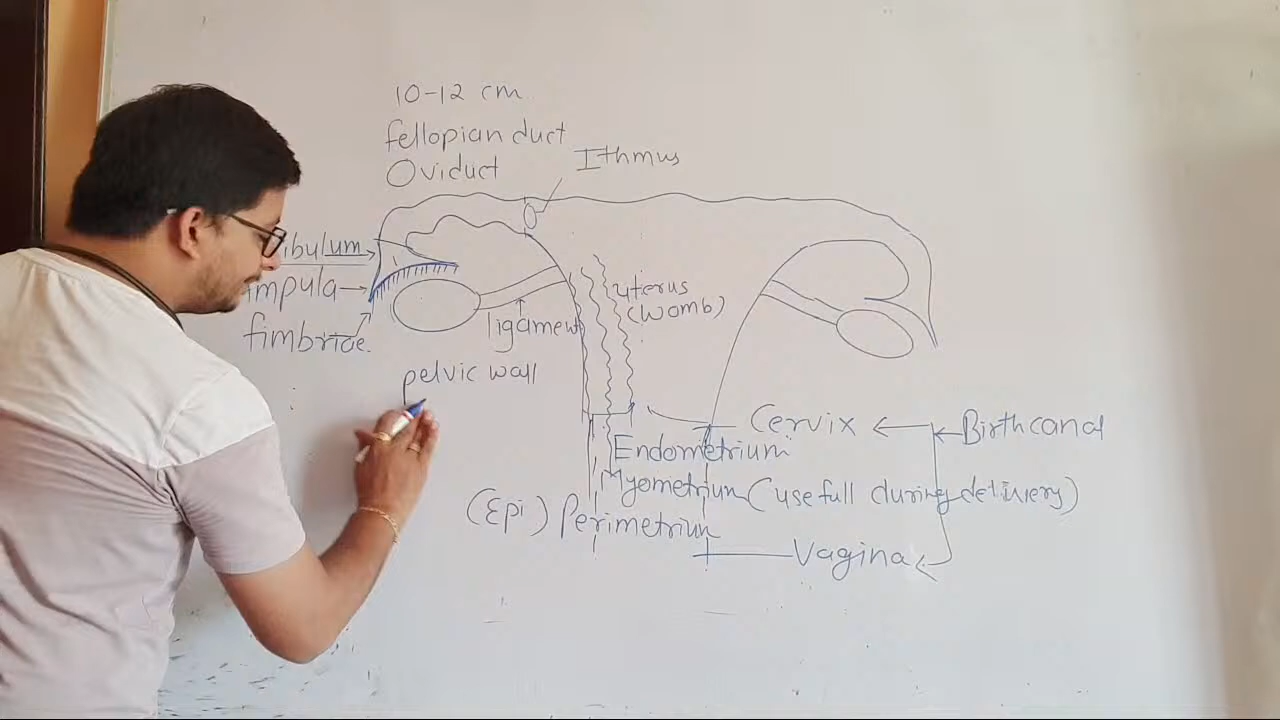 10-12 cm
fellopian duct
Oviduct
Ithmus
ibulum
mpula
fimbriae
ligament
uterus
(womb)
pelvic wall
Cervix
Birth canal
Endometrium
Myometrium (usefull during delivery)
(Epi) Perimetrium
Vagina